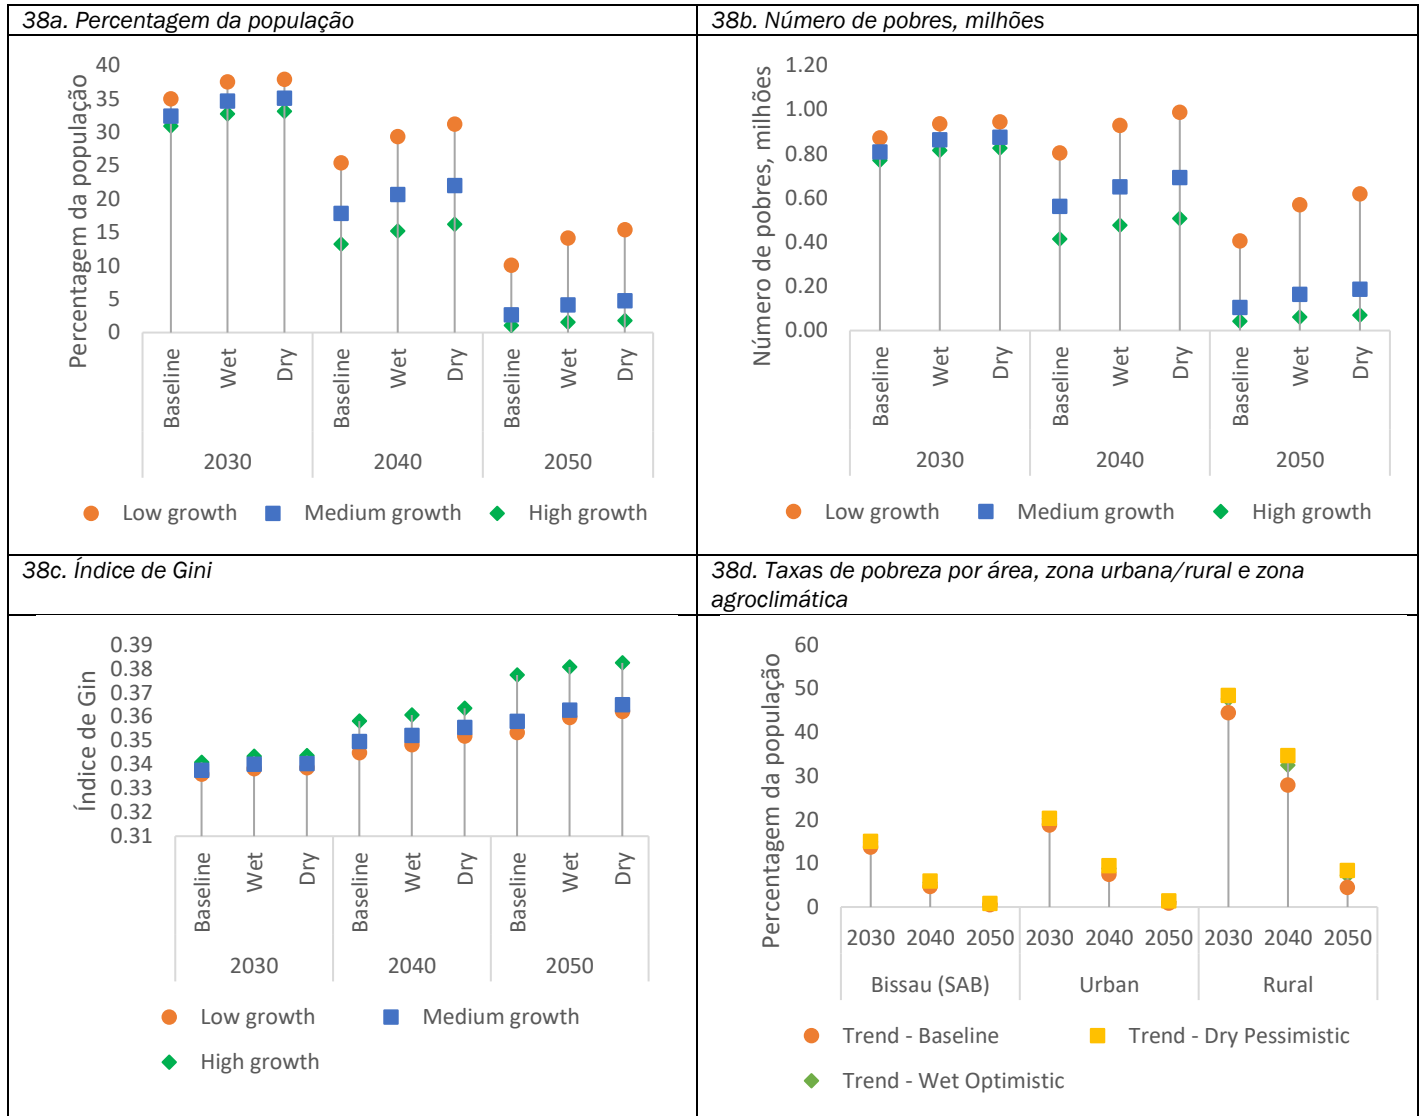 38a. Percentagem da população
38b. Número de pobres, milhões
Percentagem da população
40
35
30
25
20
15
10
5
0
Baseline
Wet
Dry
Baseline
Wet
Dry
Baseline
Wet
Dry
2030
2040
2050
Low growth
Medium growth
High growth
Número de pobres, milhões
1.20
1.00
0.80
0.60
0.40
0.20
0.00
Baseline
Wet
Dry
Baseline
Wet
Dry
Baseline
Wet
Dry
2030
2040
2050
Low growth
Medium growth
High growth
38c. Índice de Gini
38d. Taxas de pobreza por área, zona urbana/rural e zona
agroclimática
Índice de Gin
0.39
0.38
0.37
0.36
0.35
0.34
0.33
0.32
0.31
Baseline
Wet
Dry
Baseline
Wet
Dry
Baseline
Wet
Dry
2030
2040
2050
Low growth
Medium growth
High growth
Percentagem da população
60
50
40
30
20
10
0
2030 2040 2050 2030 2040 2050 2030 2040 2050
Bissau (SAB)
Urban
Rural
Trend - Baseline
Trend - Dry Pessimistic
Trend - Wet Optimistic